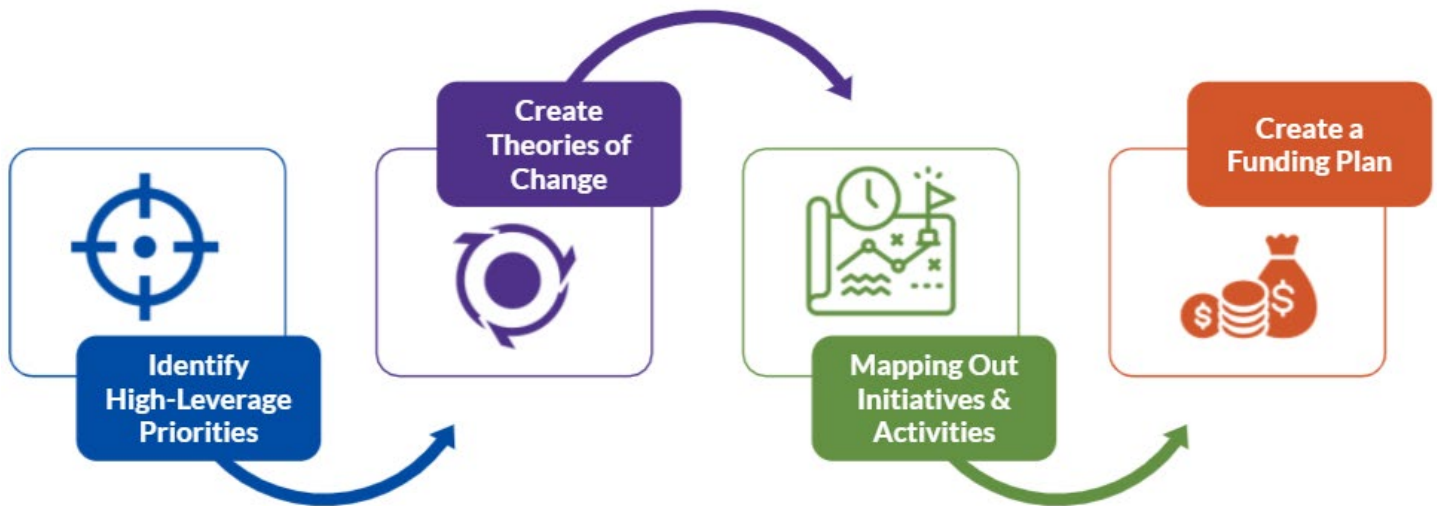 Identify
High-Leverage
Priorities
Create
Theories of
Change
Mapping Out
Initiatives &
Activities
Create a
Funding Plan
$
$